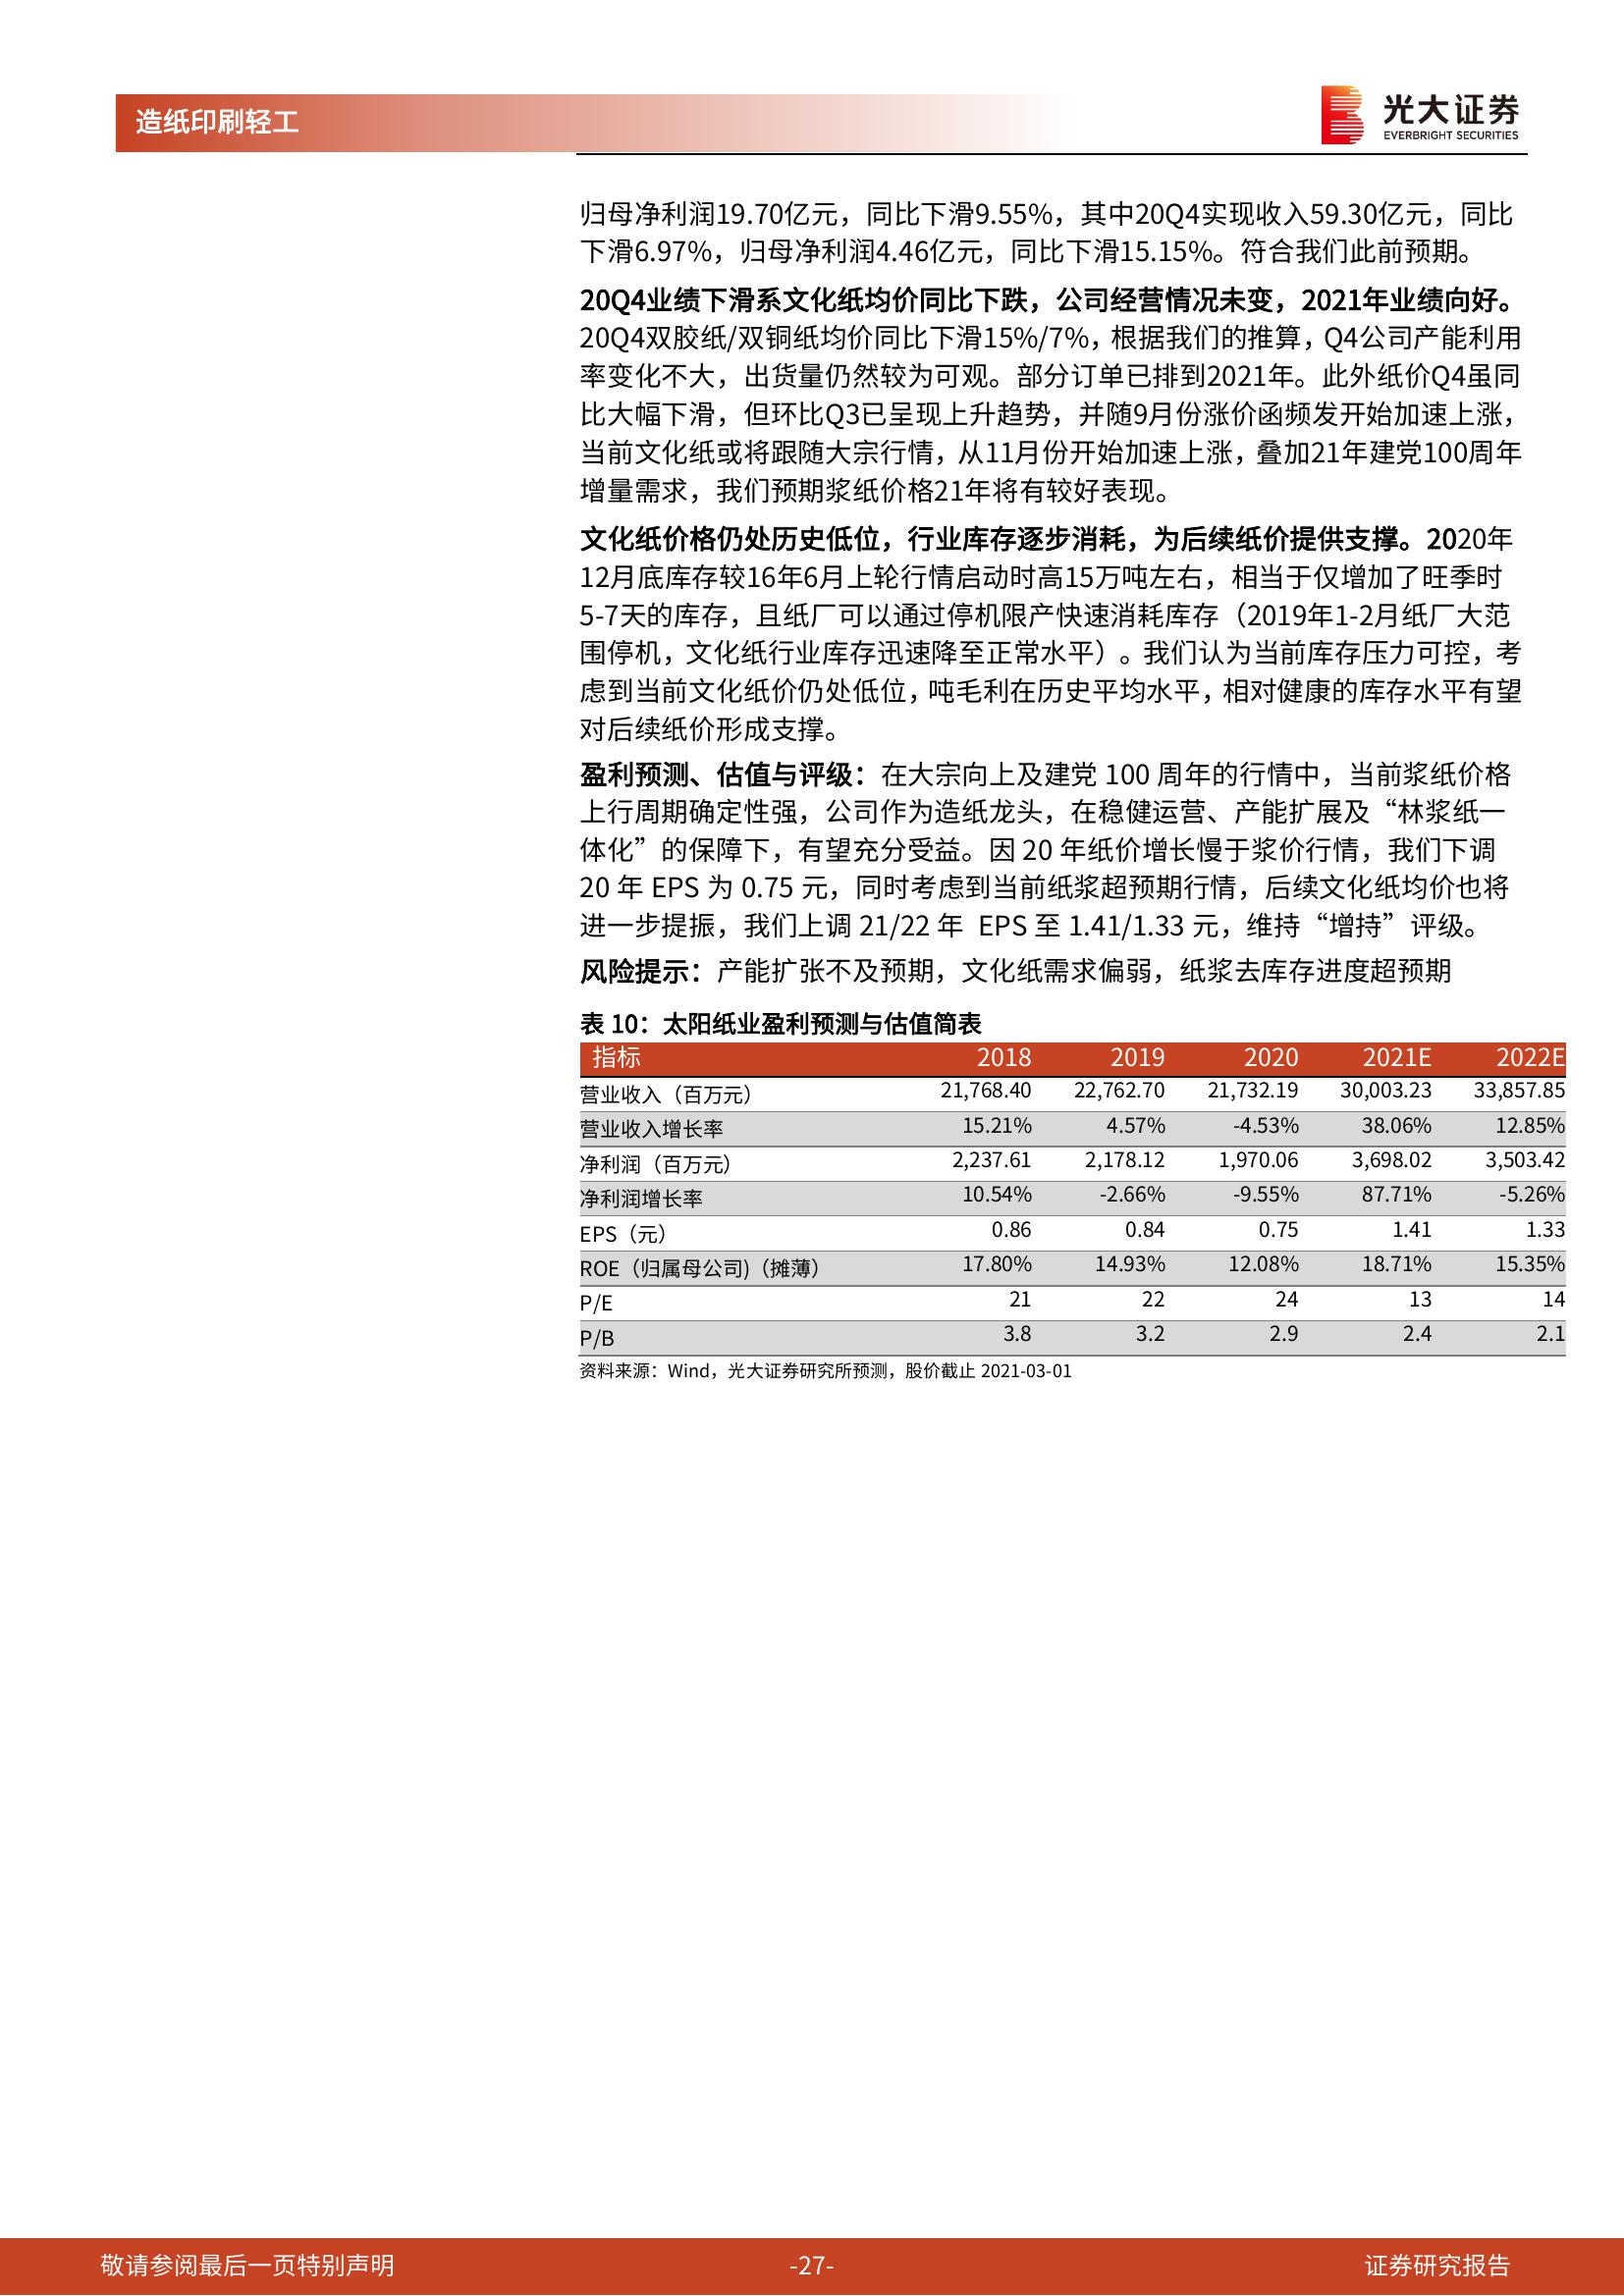 造纸印刷轻工
光大证券
EVERBRIGHT SECURITIES
归母净利润19.70亿元，同比下滑9.55%，其中20Q4实现收入59.30亿元，同比
下滑6.97%，归母净利润4.46亿元，同比下滑15.15%。符合我们此前预期。
20Q4业绩下滑系文化纸均价同比下跌，公司经营情况未变，2021年业绩向好。
20Q4双胶纸/双铜纸均价同比下滑15%/7%，根据我们的推算，Q4公司产能利用
率变化不大，出货量仍然较为可观。部分订单已排到2021年。此外纸价Q4虽同
比大幅下滑，但环比Q3已呈现上升趋势，并随9月份涨价函频发开始加速上涨，
当前文化纸或将跟随大宗行情，从11月份开始加速上涨，叠加21年建党100周年
增量需求，我们预期浆纸价格21年将有较好表现。
文化纸价格仍处历史低位，行业库存逐步消耗，为后续纸价提供支撑。2020年
12月底库存较16年6月上轮行情启动时高15万吨左右，相当于仅增加了旺季时
5-7天的库存，且纸厂可以通过停机限产快速消耗库存（2019年1-2月纸厂大范
围停机，文化纸行业库存迅速降至正常水平）。我们认为当前库存压力可控，考
虑到当前文化纸价仍处低位，吨毛利在历史平均水平，相对健康的库存水平有望
对后续纸价形成支撑。
盈利预测、估值与评级：在大宗向上及建党 100 周年的行情中，当前浆纸价格
上行周期确定性强，公司作为造纸龙头，在稳健运营、产能扩展及“林浆纸一
体化”的保障下，有望充分受益。因 20 年纸价增长慢于浆价行情，我们下调
20 年 EPS 为 0.75 元，同时考虑到当前纸浆超预期行情，后续文化纸均价也将
进一步提振，我们上调 21/22 年 EPS 至 1.41/1.33 元，维持“增持”评级。
风险提示：产能扩张不及预期，文化纸需求偏弱，纸浆去库存进度超预期
表 10：太阳纸业盈利预测与估值简表
指标 2018 2019 2020 2021E 2022E
营业收入（百万元） 21,768.40 22,762.70 21,732.19 30,003.23 33,857.85
营业收入增长率 15.21% 4.57% -4.53% 38.06% 12.85%
净利润（百万元） 2,237.61 2,178.12 1,970.06 3,698.02 3,503.42
净利润增长率 10.54% -2.66% -9.55% 87.71% -5.26%
EPS（元） 0.86 0.84 0.75 1.41 1.33
ROE（归属母公司)（摊薄） 17.80% 14.93% 12.08% 18.71% 15.35%
P/E 21 22 24 13 14
P/B 3.8 3.2 2.9 2.4 2.1
资料来源：Wind，光大证券研究所预测，股价截止 2021-03-01
敬请参阅最后一页特别声明 -27- 证券研究报告